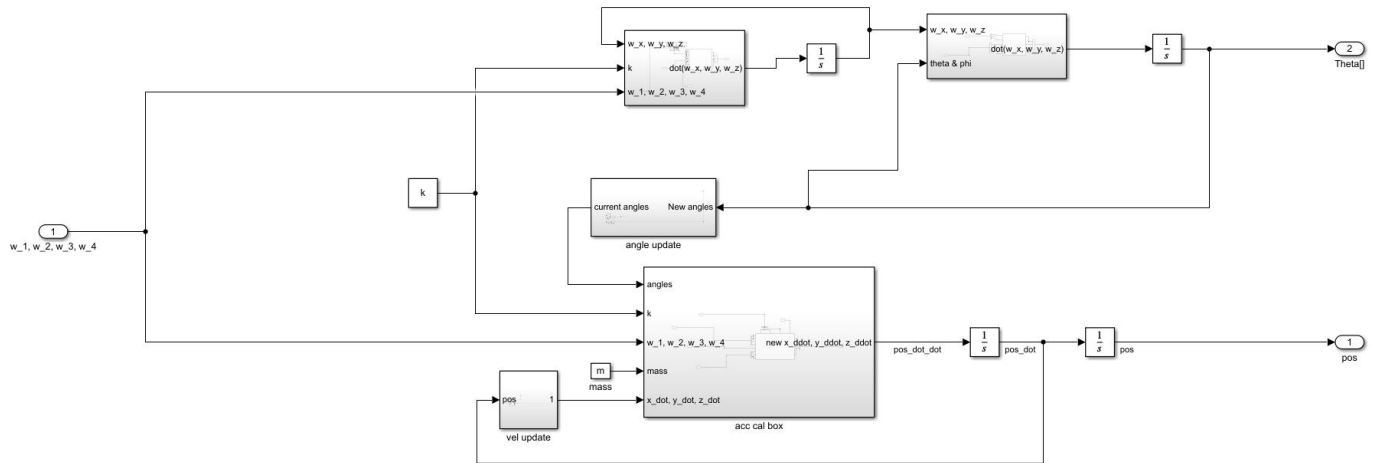 w_x, w_y, w_z
k
w_1, w_2, w_3, w_4
dot(w_x, w_y, w_z)
1
s
w_x, w_y, w_z
theta & phi
dot(w_x, w_y, w_z)
1
s
2
Theta[]
k
1
w_1, w_2, w_3, w_4
current angles
New angles
angle update
angles
k
w_1, w_2, w_3, w_4
mass
x_dot, y_dot, z_dot
new x_ddot, y_ddot, z_ddot
acc cal box
m
mass
pos
1
vel update
pos_dot_dot
1
s
pos_dot
1
s
pos
1
pos